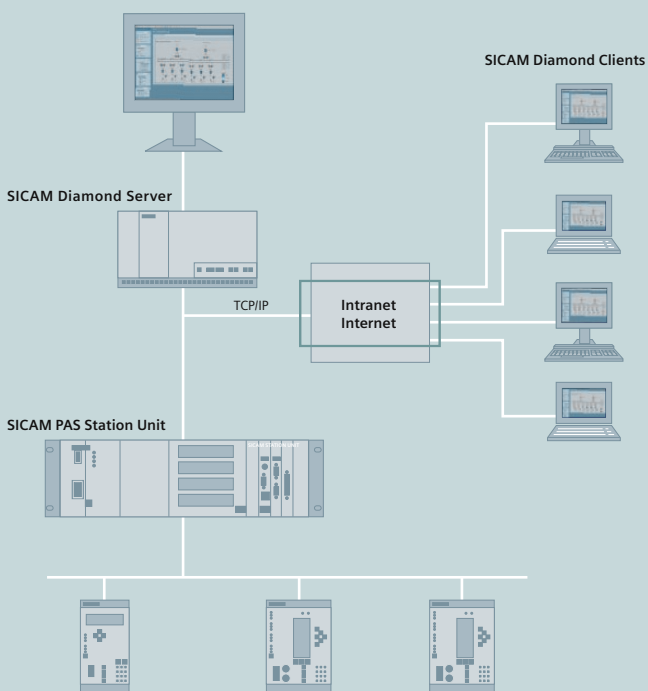 SICAM Diamond Clients
SICAM Diamond Server
TCP/IP
Intranet
Internet
SICAM PAS Station Unit